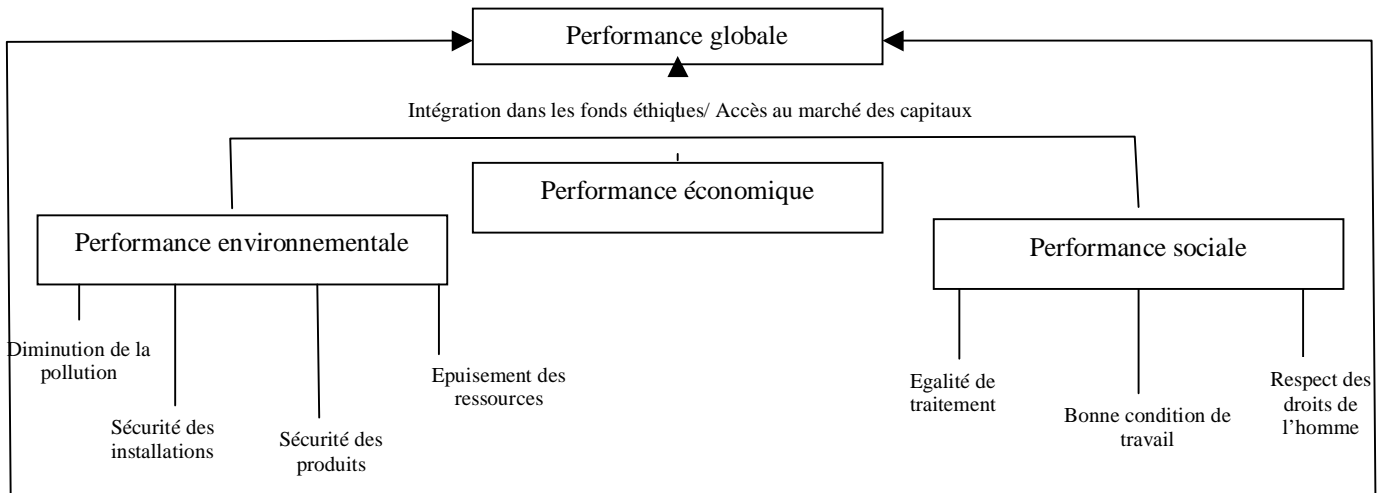 Performance globale
Intégration dans les fonds éthiques/ Accès au marché des capitaux
Performance économique
Performance environnementale
Performance sociale
Diminution de la
pollution
Sécurité des
installations
Sécurité des
produits
Epuisement des
ressources
Egalité de
traitement
Bonne condition de
travail
Respect des
droits de
l’homme